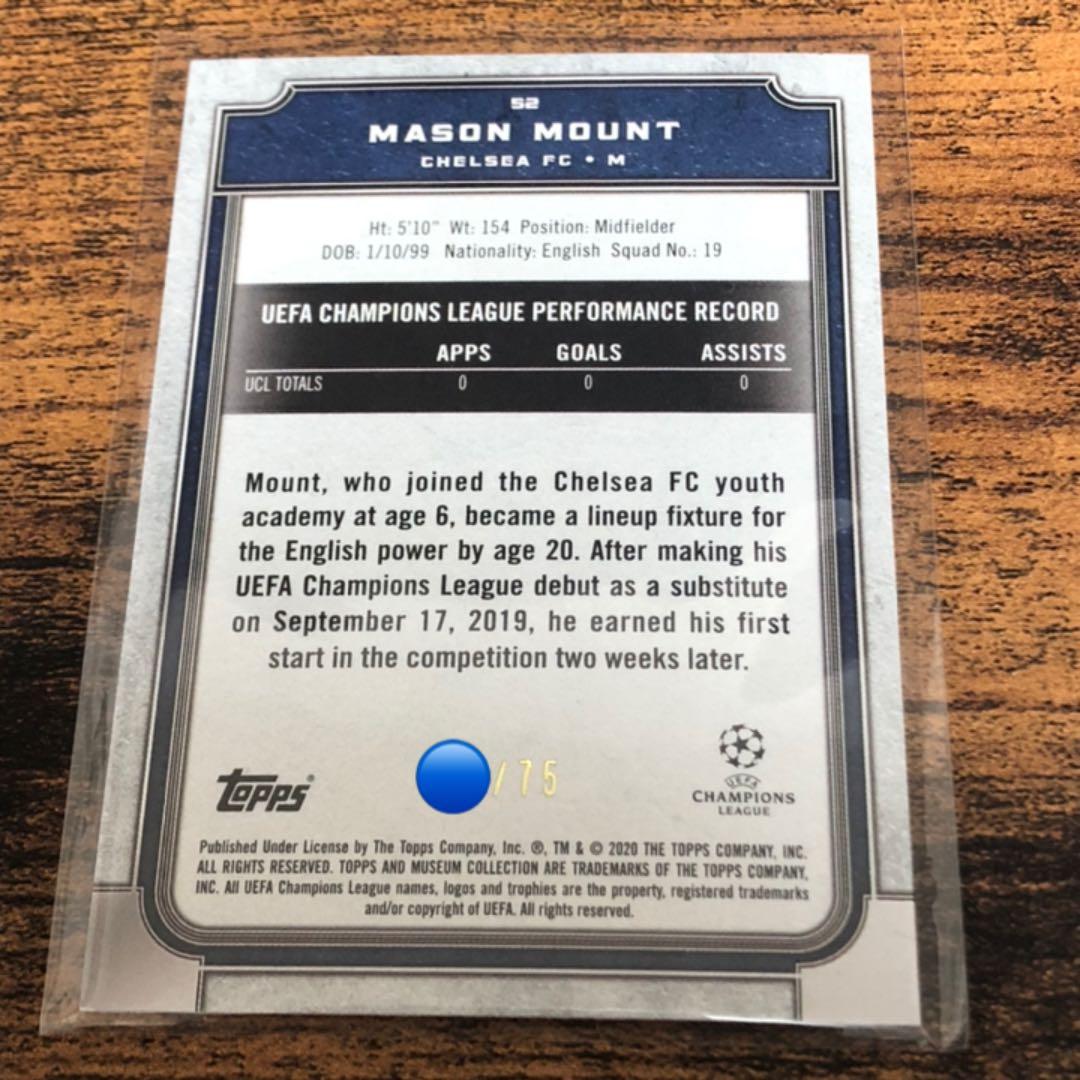 52
MASON MOUNT
CHELSEA FC • M
Ht: 5'10" Wt: 154 Position: Midfielder
DOB: 1/10/99 Nationality: English Squad No.: 19
UEFA CHAMPIONS LEAGUE PERFORMANCE RECORD
APPS GOALS ASSISTS
UCL TOTALS 0 0 0
Mount, who joined the Chelsea FC youth
academy at age 6, became a lineup fixture for
the English power by age 20. After making his
UEFA Champions League debut as a substitute
on September 17, 2019, he earned his first
start in the competition two weeks later.
topps®
/75
UEFA
CHAMPIONS
LEAGUE
Published Under License by The Topps Company, Inc. ®, TM & © 2020 THE TOPPS COMPANY, INC.
ALL RIGHTS RESERVED. TOPPS AND MUSEUM COLLECTION ARE TRADEMARKS OF THE TOPPS COMPANY,
INC. All UEFA Champions League names, logos and trophies are the property, registered trademarks
and/or copyright of UEFA. All rights reserved.